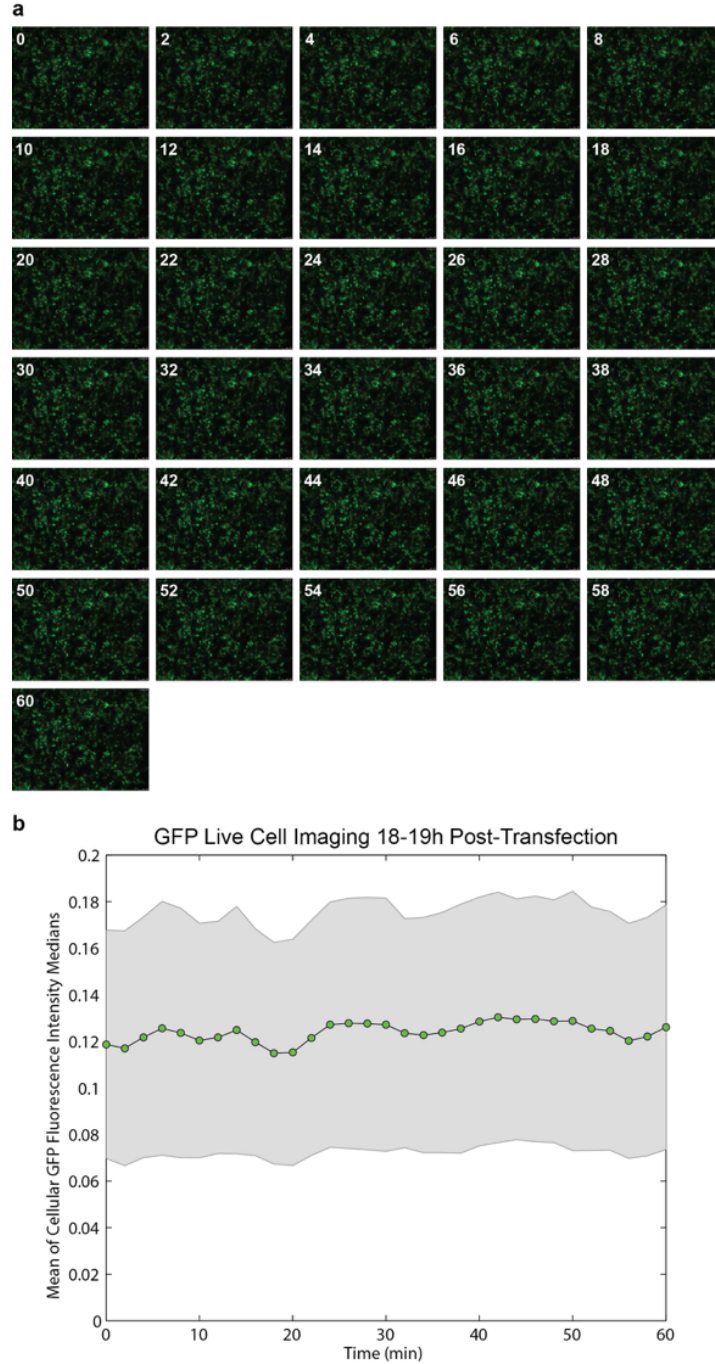 a
0 2 4 6 8
10 12 14 16 18
20 22 24 26 28
30 32 34 36 38
40 42 44 46 48
50 52 54 56 58
60
b
GFP Live Cell Imaging 18-19h Post-Transfection
Mean of Cellular GFP Fluorescence Intensity Medians
0.2
0.18
0.16
0.14
0.12
0.1
0.08
0.06
0.04
0.02
0
0 10 20 30 40 50 60
Time (min)